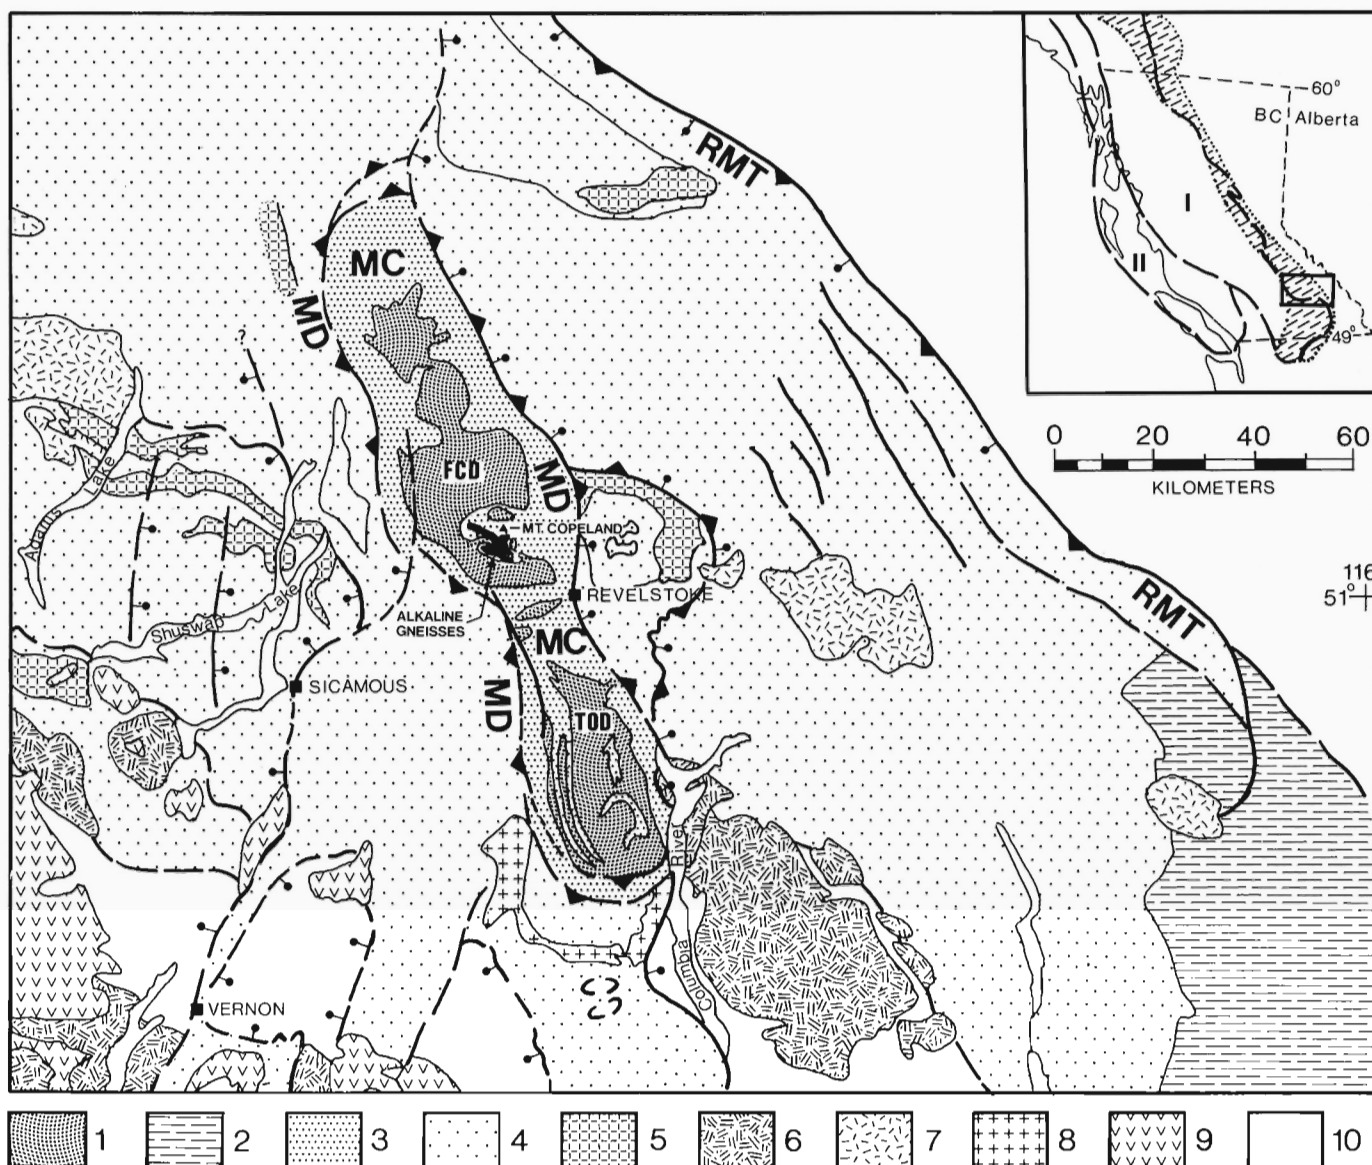 RMT
60°
BC Alberta
I
II
49°
MC
MD
?
0 20 40 60
KILOMETERS
Adams Lake
FCD
MD
MT. COPELAND
116
51°
REVELSTOKE
ALKALINE
GNEISSES
RMT
Shuswap Lake
MC
SICAMOUS
MD
TOD
Columbia River
VERNON
1 2 3 4 5 6 7 8 9 10